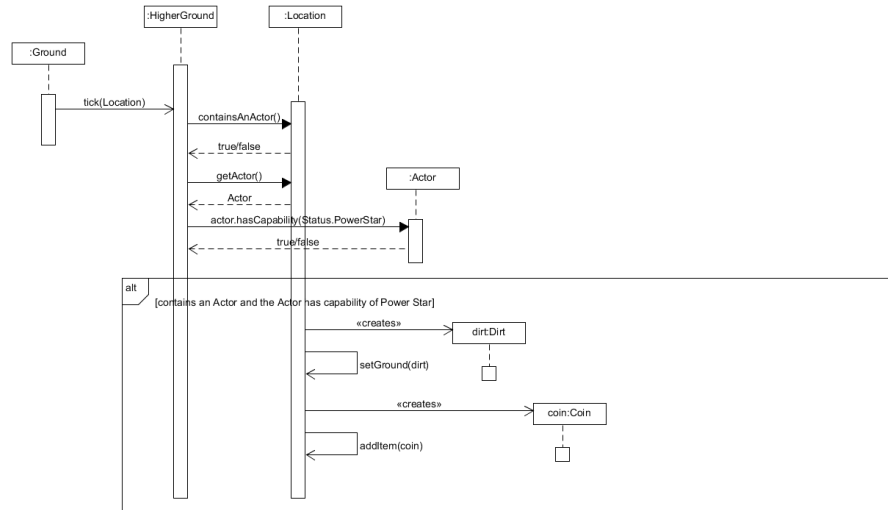 :HigherGround
:Location
:Ground
tick(Location)
containsAnActor()
true/false
getActor()
:Actor
Actor
actor.hasCapability(Status.PowerStar)
true/false
alt
[contains an Actor and the Actor has capability of Power Star]
«creates»
dirt:Dirt
setGround(dirt)
«creates»
coin:Coin
addItem(coin)